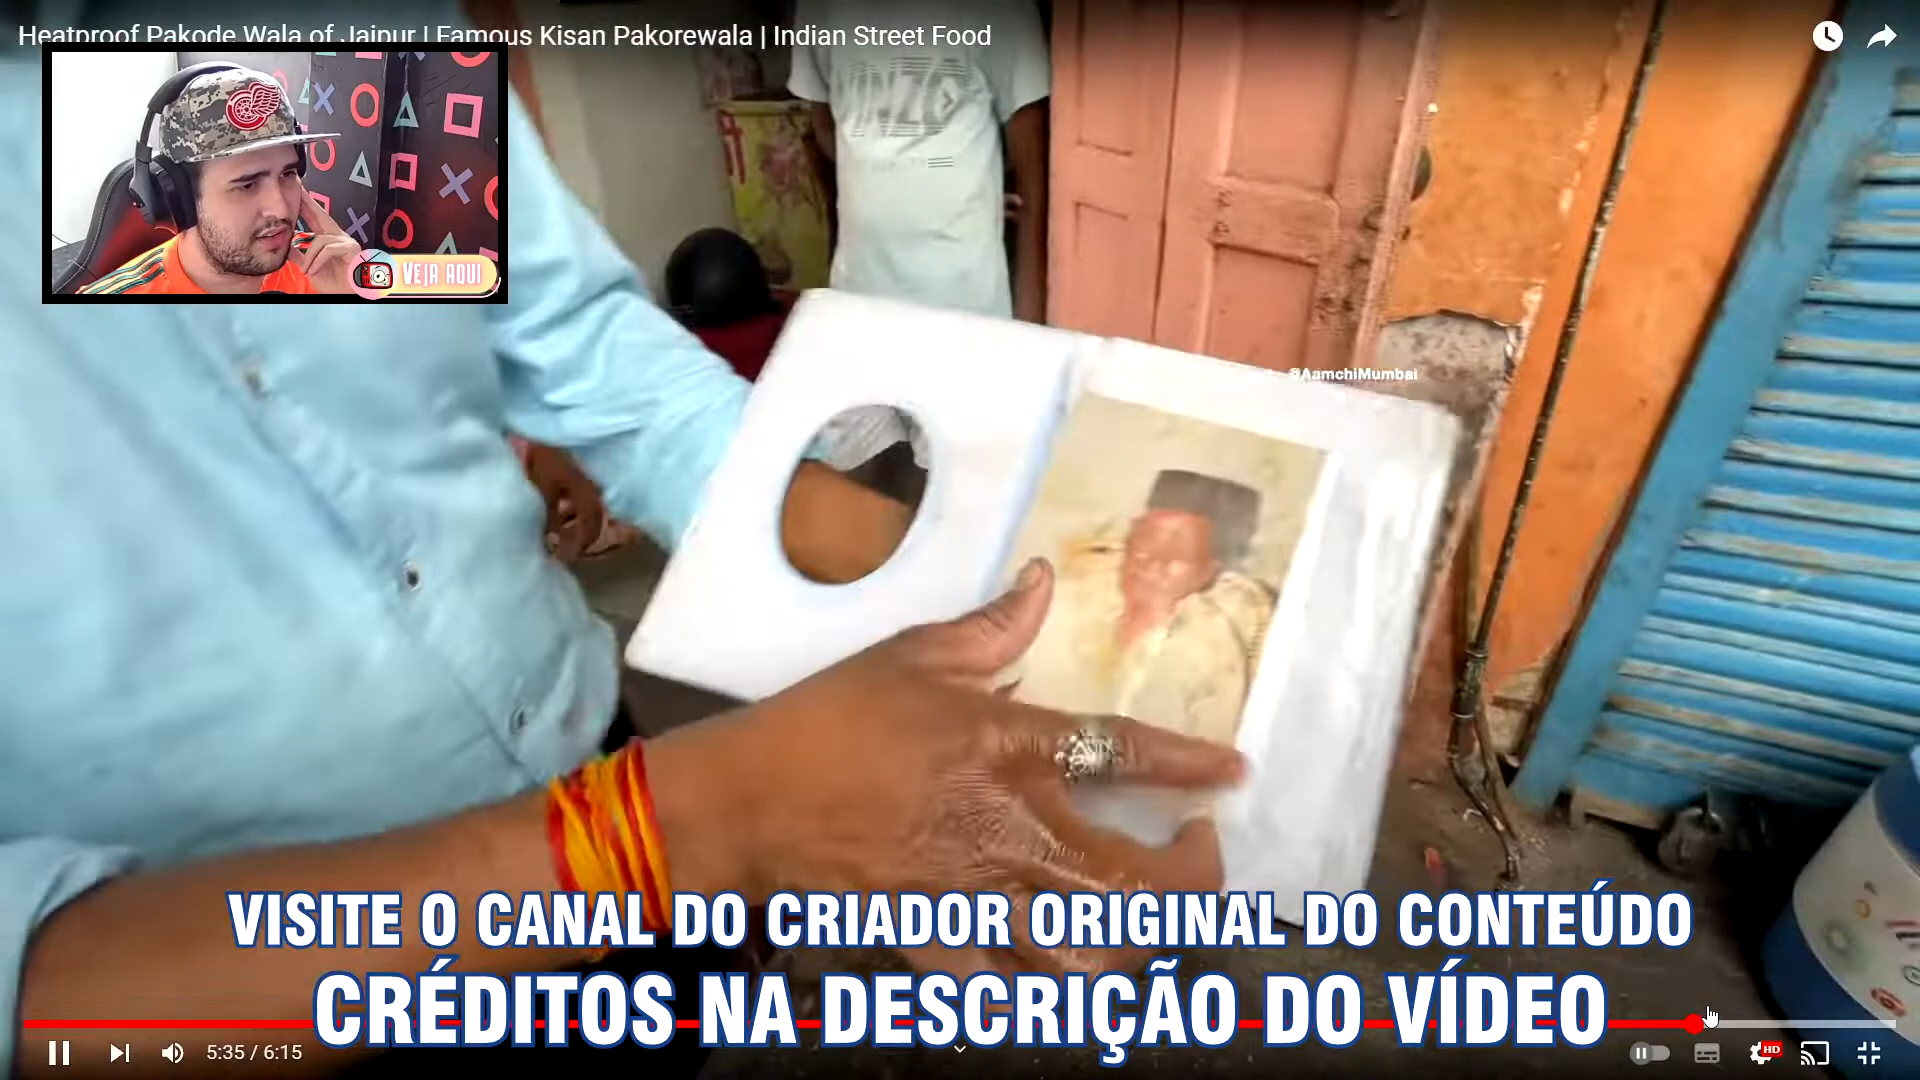 Heatproof Pakode Wala of Jaipur | Famous Kisan Pakorewala | Indian Street Food
VEJA AQUI
@AamchiMumbai
VISITE O CANAL DO CRIADOR ORIGINAL DO CONTEÚDO
CRÉDITOS NA DESCRIÇÃO DO VÍDEO
5:35 / 6:15
HD